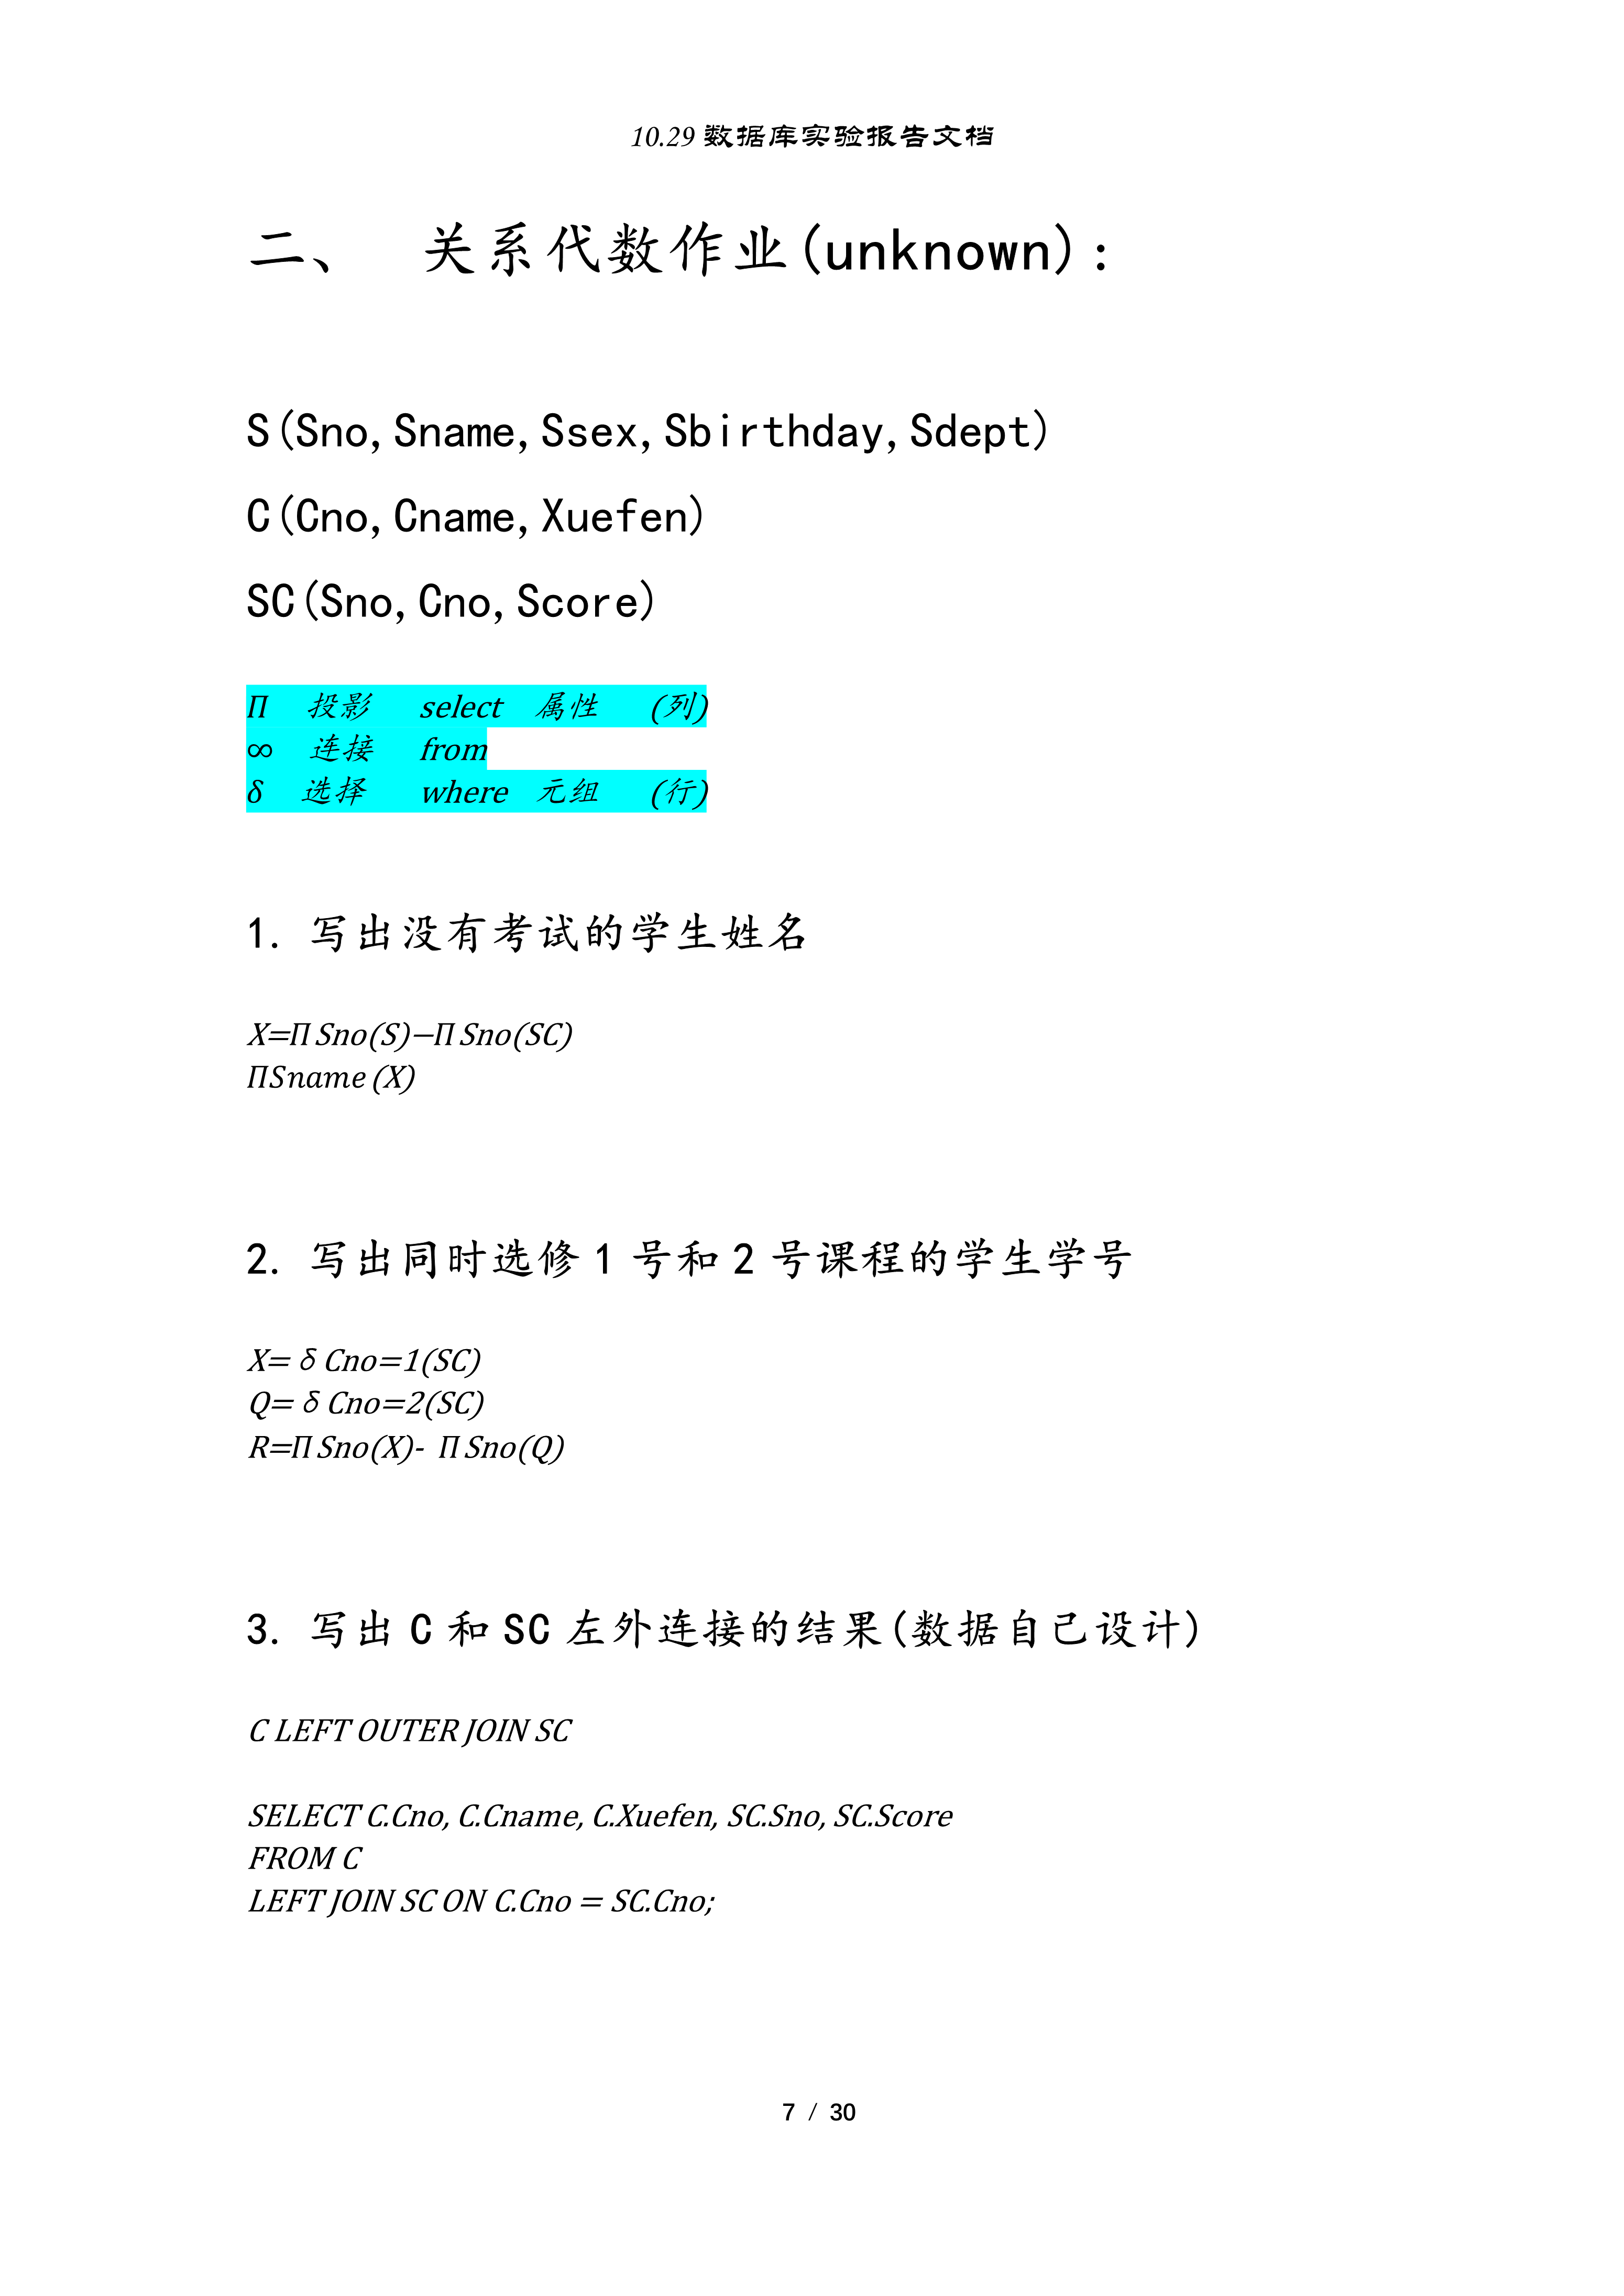 10.29 数据库实验报告文档
二、 关系代数作业(unknown):
S(Sno,Sname,Ssex,Sbirthday,Sdept)
C(Cno,Cname,Xuefen)
SC(Sno,Cno,Score)
Π 投影 select 属性 (列)
∞ 连接 from
δ 选择 where 元组 (行)
1. 写出没有考试的学生姓名
X=Π Sno(S)−Π Sno(SC)
ΠSname (X)
2. 写出同时选修 1 号和 2 号课程的学生学号
X= δ Cno=1(SC)
Q= δ Cno=2(SC)
R=Π Sno(X)- Π Sno(Q)
3. 写出 C 和 SC 左外连接的结果(数据自己设计)
C LEFT OUTER JOIN SC
SELECT C.Cno, C.Cname, C.Xuefen, SC.Sno, SC.Score
FROM C
LEFT JOIN SC ON C.Cno = SC.Cno;
7 / 30